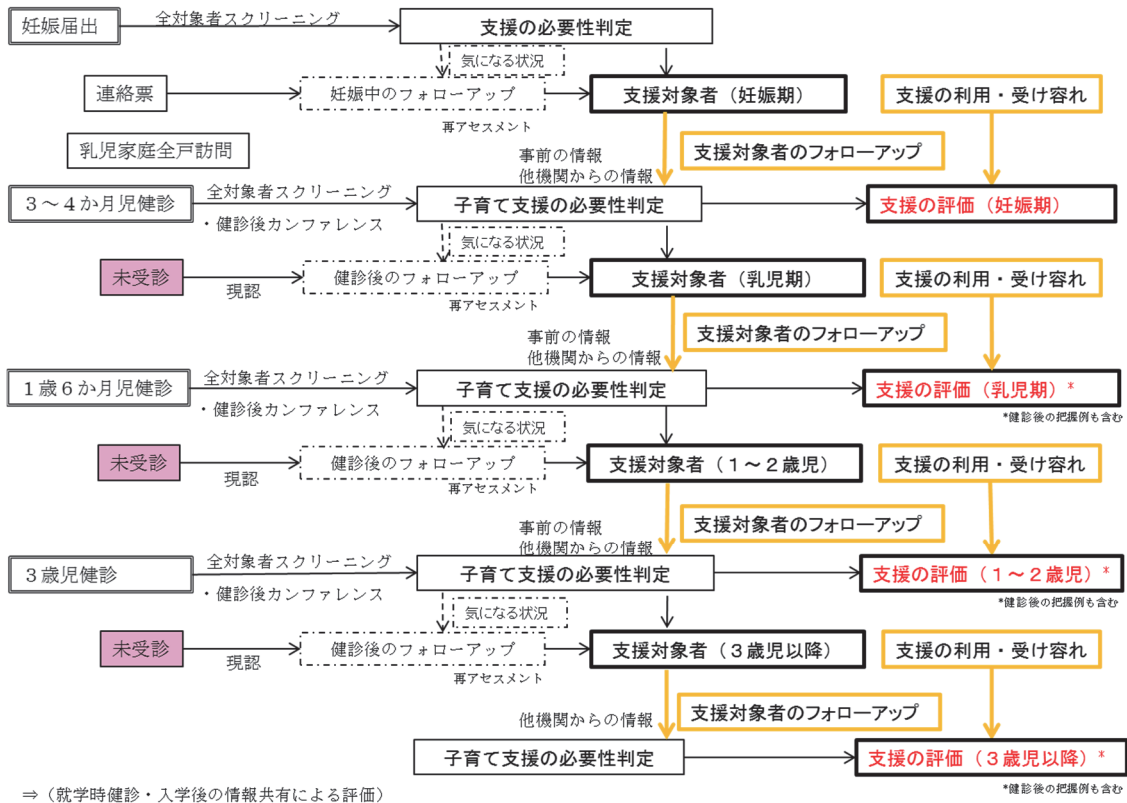 妊娠届出
全対象者スクリーニング
支援の必要性判定
気になる状況
連絡票
妊娠中のフォローアップ
再アセスメント
支援対象者(妊娠期)
支援の利用・受け容れ
乳児家庭全戸訪問
事前の情報
他機関からの情報
支援対象者のフォローアップ
3~4か月児健診
全対象者スクリーニング
・健診後カンファレンス
子育て支援の必要性判定
支援の評価(妊娠期)
気になる状況
未受診
現認
健診後のフォローアップ
再アセスメント
支援対象者(乳児期)
支援の利用・受け容れ
事前の情報
他機関からの情報
支援対象者のフォローアップ
1歳6か月児健診
全対象者スクリーニング
・健診後カンファレンス
子育て支援の必要性判定
支援の評価(乳児期)*
*健診後の把握例も含む
気になる状況
未受診
現認
健診後のフォローアップ
再アセスメント
支援対象者(1~2歳児)
支援の利用・受け容れ
事前の情報
他機関からの情報
支援対象者のフォローアップ
3歳児健診
全対象者スクリーニング
・健診後カンファレンス
子育て支援の必要性判定
支援の評価(1~2歳児)*
*健診後の把握例も含む
気になる状況
未受診
現認
健診後のフォローアップ
再アセスメント
支援対象者(3歳児以降)
支援の利用・受け容れ
他機関からの情報
支援対象者のフォローアップ
子育て支援の必要性判定
支援の評価(3歳児以降)*
*健診後の把握例も含む
⇒(就学時健診・入学後の情報共有による評価)